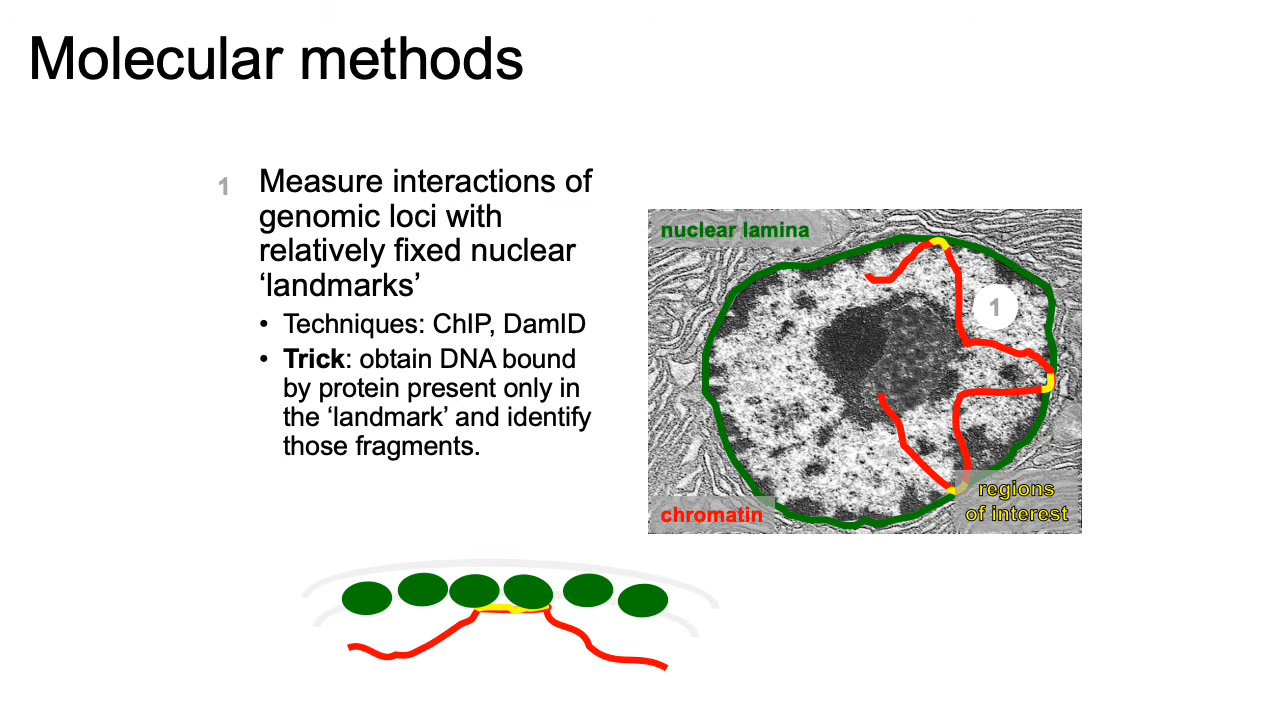 Molecular methods
1 Measure interactions of
genomic loci with
relatively fixed nuclear
‘landmarks’
• Techniques: ChIP, DamID
• Trick: obtain DNA bound
by protein present only in
the ‘landmark’ and identify
those fragments.
nuclear lamina
1
regions
of interest
chromatin